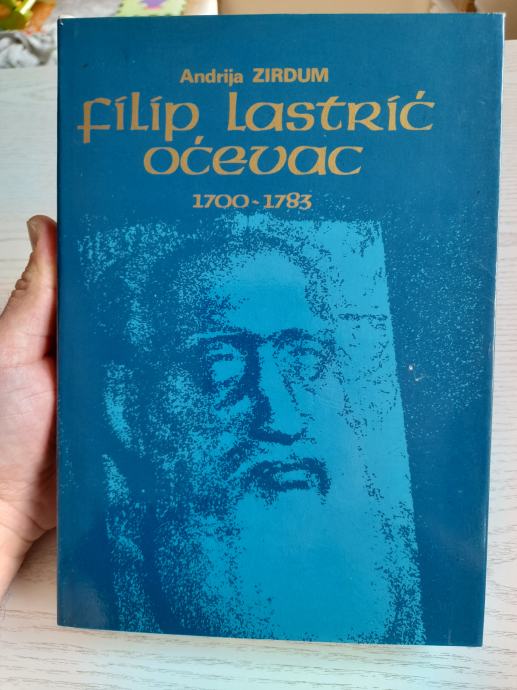 Andrija ZIRDUM
filip lastrić
oćevac
1700-1783